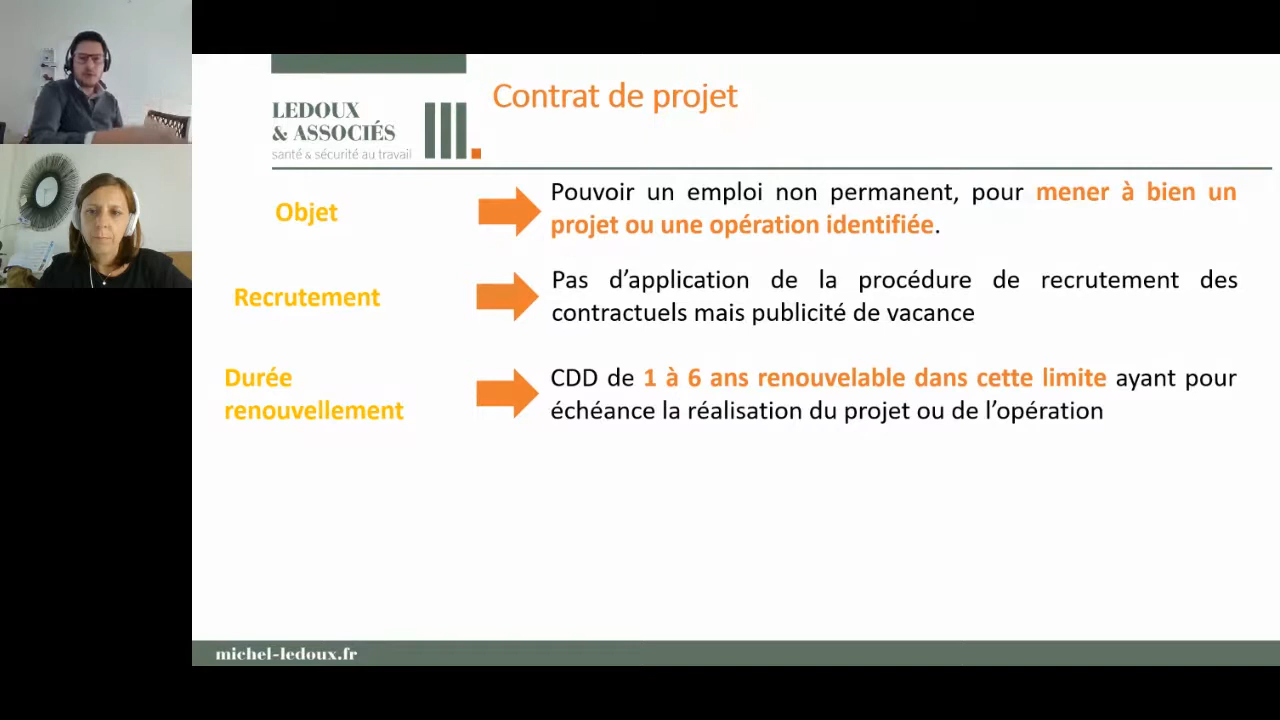 Contrat de projet
LEDOUX
& ASSOCIÉS
santé & sécurité au travail
Objet
Pouvoir un emploi non permanent, pour mener à bien un
projet ou une opération identifiée.
Recrutement
Pas d’application de la procédure de recrutement des
contractuels mais publicité de vacance
Durée
renouvellement
CDD de 1 à 6 ans renouvelable dans cette limite ayant pour
échéance la réalisation du projet ou de l’opération
michel-ledoux.fr